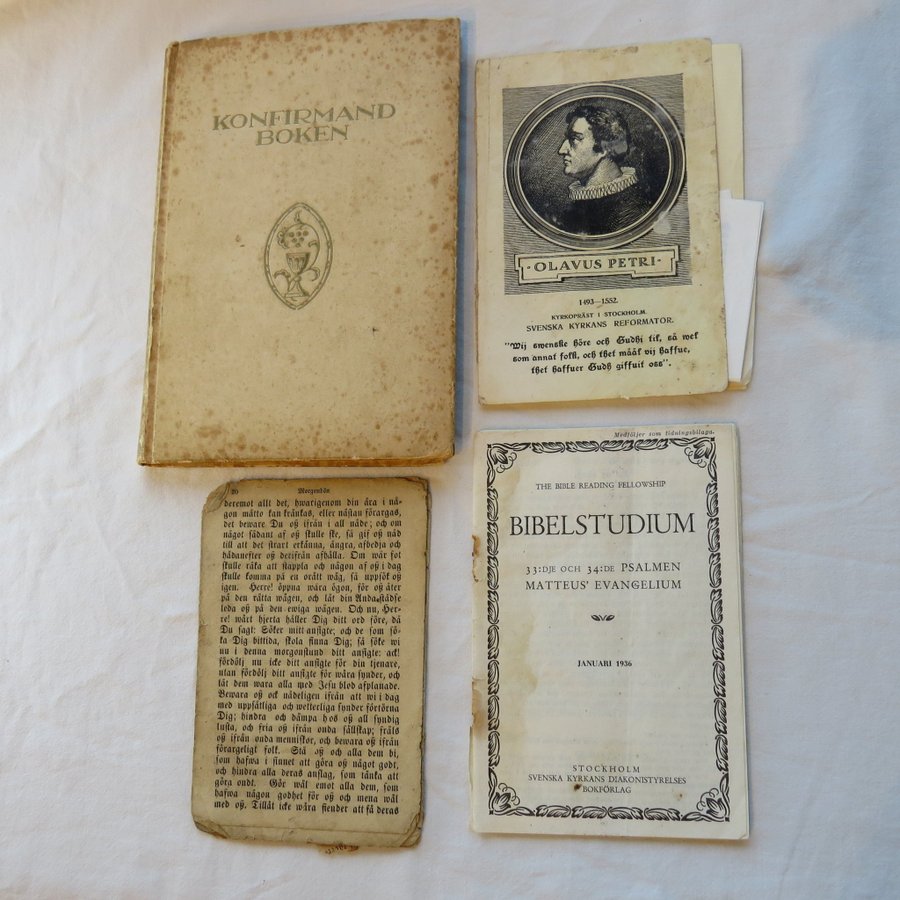 KONFIRMAND
BOKEN
OLAVUS PETRI
1493—1552.
KYRKOPRÄST I STOCKHOLM.
SVENSKA KYRKANS REFORMATOR.
"Wij swenske höre och Gudhi til, så wel
som annat folk, och thet måål vij haffue,
thet haffuer Gudh giffuit oss".
20 Morgenbön
deremot allt det, hwarigenom din ära i nå-
gon måtto kan kränkas, eller nästan förargas,
det beware Du oß ifrån i all nåde; och om
något sådant af oß skulle ske, så gif oß nåd
till att det strart erkänna, ångra, afbedja och
hädanefter oß derifrån afhålla. Om wår fot
skulle råka att stappla och någon af oß i dag
skulle komma på en orätt wäg, så uppsök oß
igen. Herre! öppna wåra ögon, för oß åter
på den rätta wägen, och låt din Anda städse
leda oß på den ewiga wägen. Och nu, Her-
re! wårt hjerta håller Dig ditt ord före, då
Du sagt: Söker mitt ansigte; och de som sö-
ka Dig bittida, skola finna Dig; så söke wi
nu i denna morgonstund ditt ansigte: ack!
fördölj nu icke ditt ansigte för din tjenare,
utan fördölj ditt ansigte för wåra synder, och
låt dem wara alla med Jesu blod afplanade.
Bewara oß ock nådeligen ifrån att wi i dag
med uppsåtliga och wetterliga synder förtörna
Dig; hindra och dämpa hos oß all syndig
lusta, och fria oß ifrån onda sällskap; fräls
oß ifrån onda menniskor, och bewara oß ifrån
förargeligt folk. Stå oß och alla dem bi,
som hafwa i sinnet att göra oß något godt,
och hindra alla deras anslag, som tänka att
göra ondt. Gör wäl emot alla dem, som
hafwa någon godhet för oß och mena wäl
med oß. Tillåt icke wåra fiender att få deras
Medföljer som tidningsbilaga.
THE BIBLE READING FELLOWSHIP
BIBELSTUDIUM
33:DJE OCH 34:DE PSALMEN
MATTEUS' EVANGELIUM
JANUARI 1936
STOCKHOLM
SVENSKA KYRKANS DIAKONISTYRELSES
BOKFÖRLAG